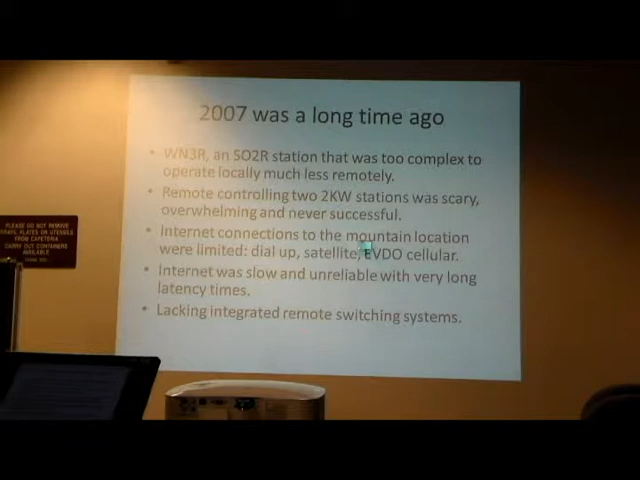 2007 was a long time ago
• WN3R, an SO2R station that was too complex to
operate locally much less remotely.
• Remote controlling two 2KW stations was scary,
overwhelming and never successful.
• Internet connections to the mountain location
were limited: dial up, satellite, EVDO cellular.
• Internet was slow and unreliable with very long
latency times.
• Lacking integrated remote switching systems.
PLEASE DO NOT REMOVE
TRAYS, PLATES OR UTENSILS
FROM CAFETERIA
CARRY OUT CONTAINERS
AVAILABLE